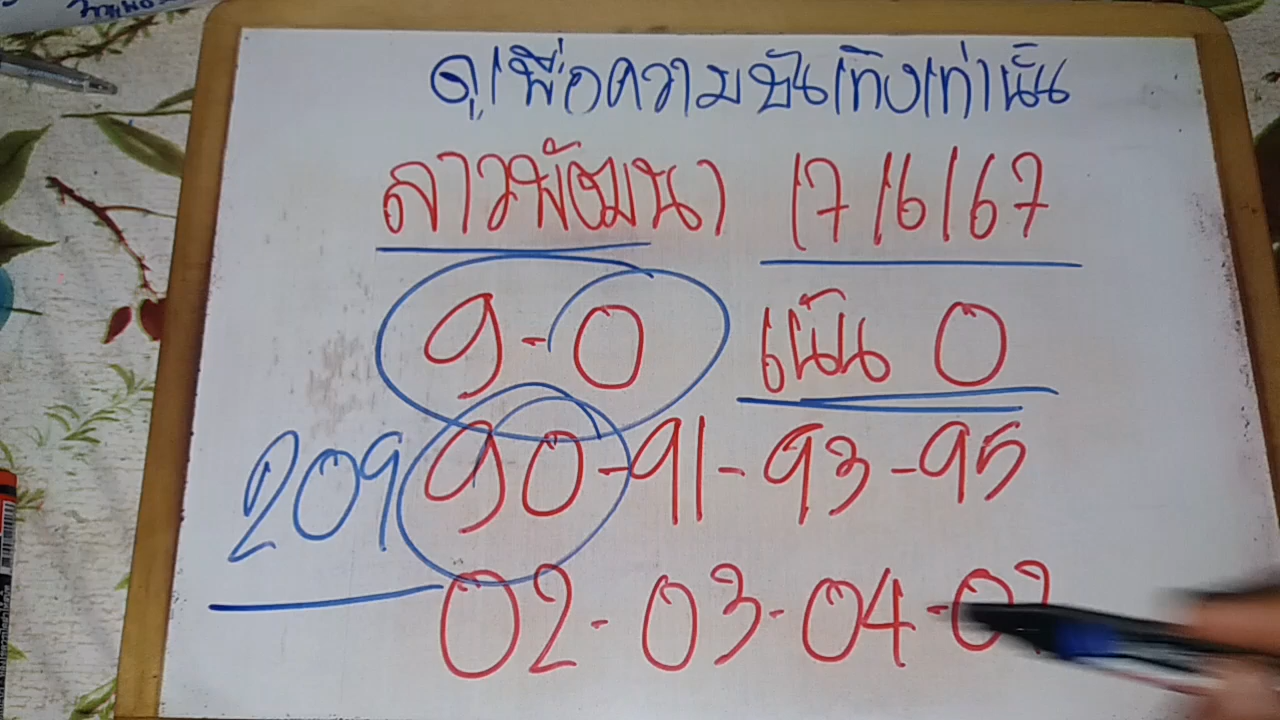 ดูเพื่อความบันเทิงเท่านั้น
ลาวพัฒนา 17/6/67
9-0 เน้น 0
209 90-91-93-95
02-03-04-